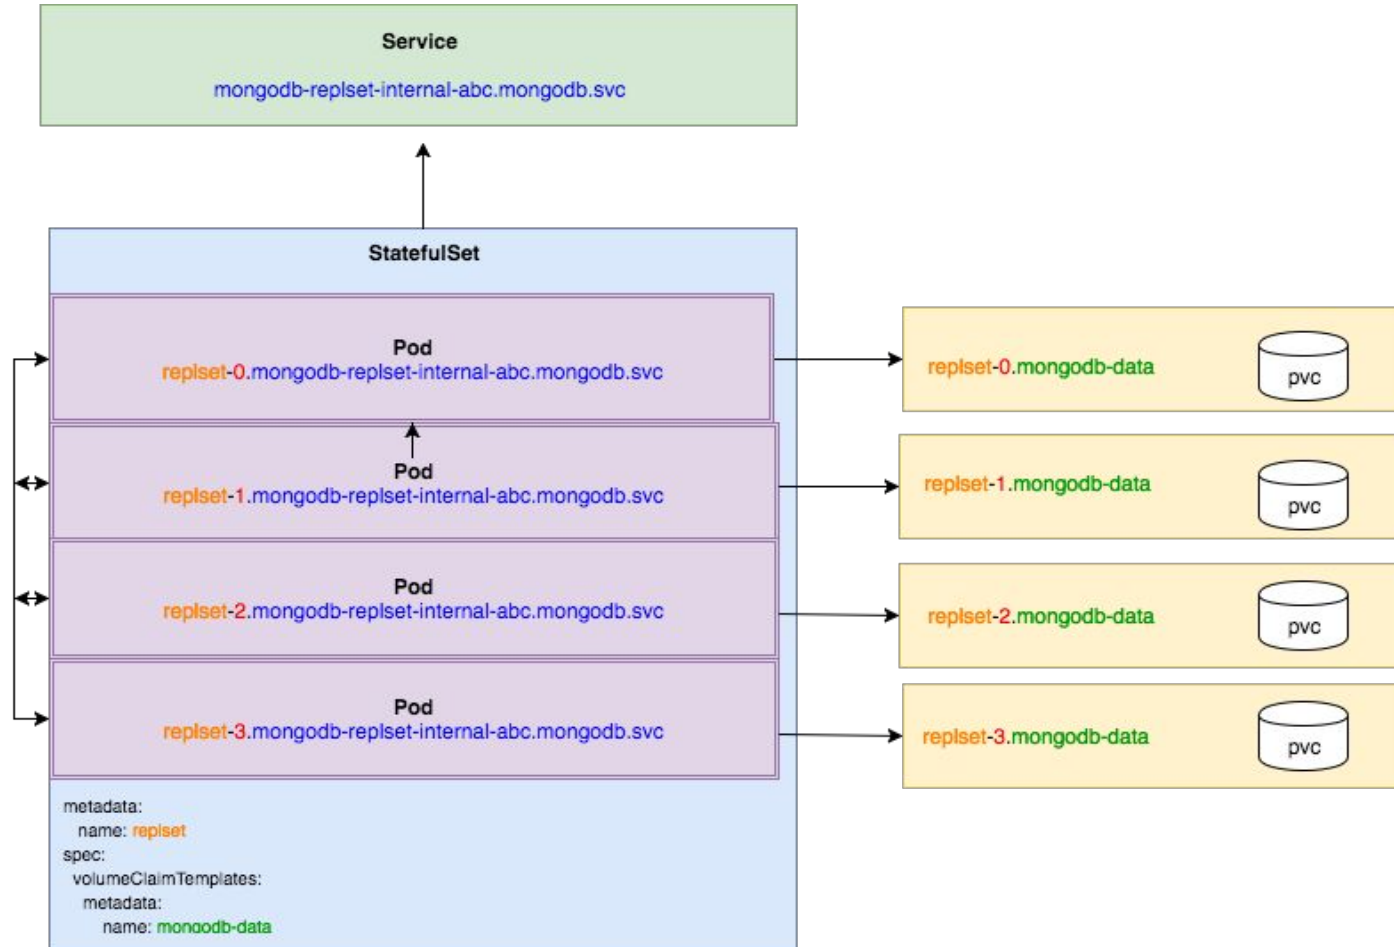 Service
mongodb-replset-internal-abc.mongodb.svc
StatefulSet
Pod
replset-0.mongodb-replset-internal-abc.mongodb.svc
replset-0.mongodb-data
pvc
Pod
replset-1.mongodb-replset-internal-abc.mongodb.svc
replset-1.mongodb-data
pvc
Pod
replset-2.mongodb-replset-internal-abc.mongodb.svc
replset-2.mongodb-data
pvc
Pod
replset-3.mongodb-replset-internal-abc.mongodb.svc
replset-3.mongodb-data
pvc
metadata:
name: replset
spec:
volumeClaimTemplates:
metadata:
name: mongodb-data